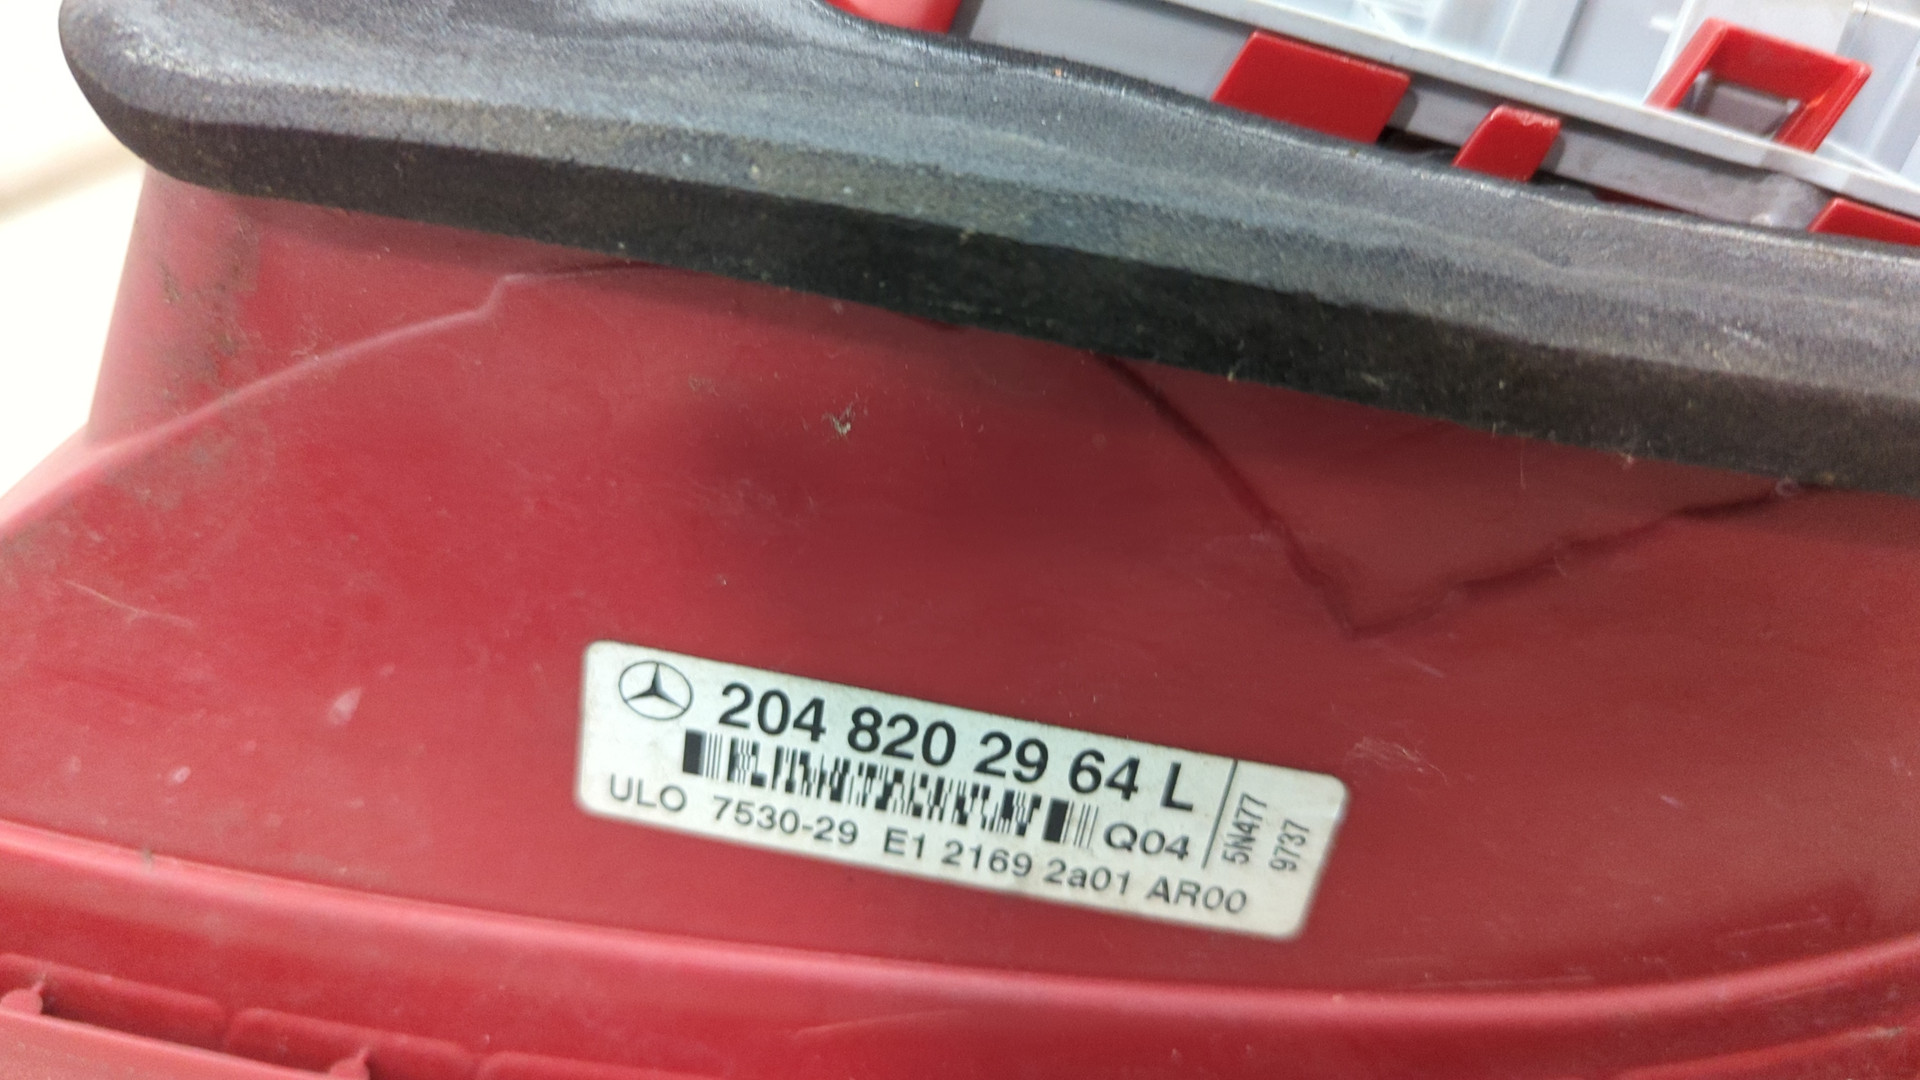 204 820 29 64 L
Q04
ULO 7530-29 E1 2169 2a01 AR00
5N477
9737